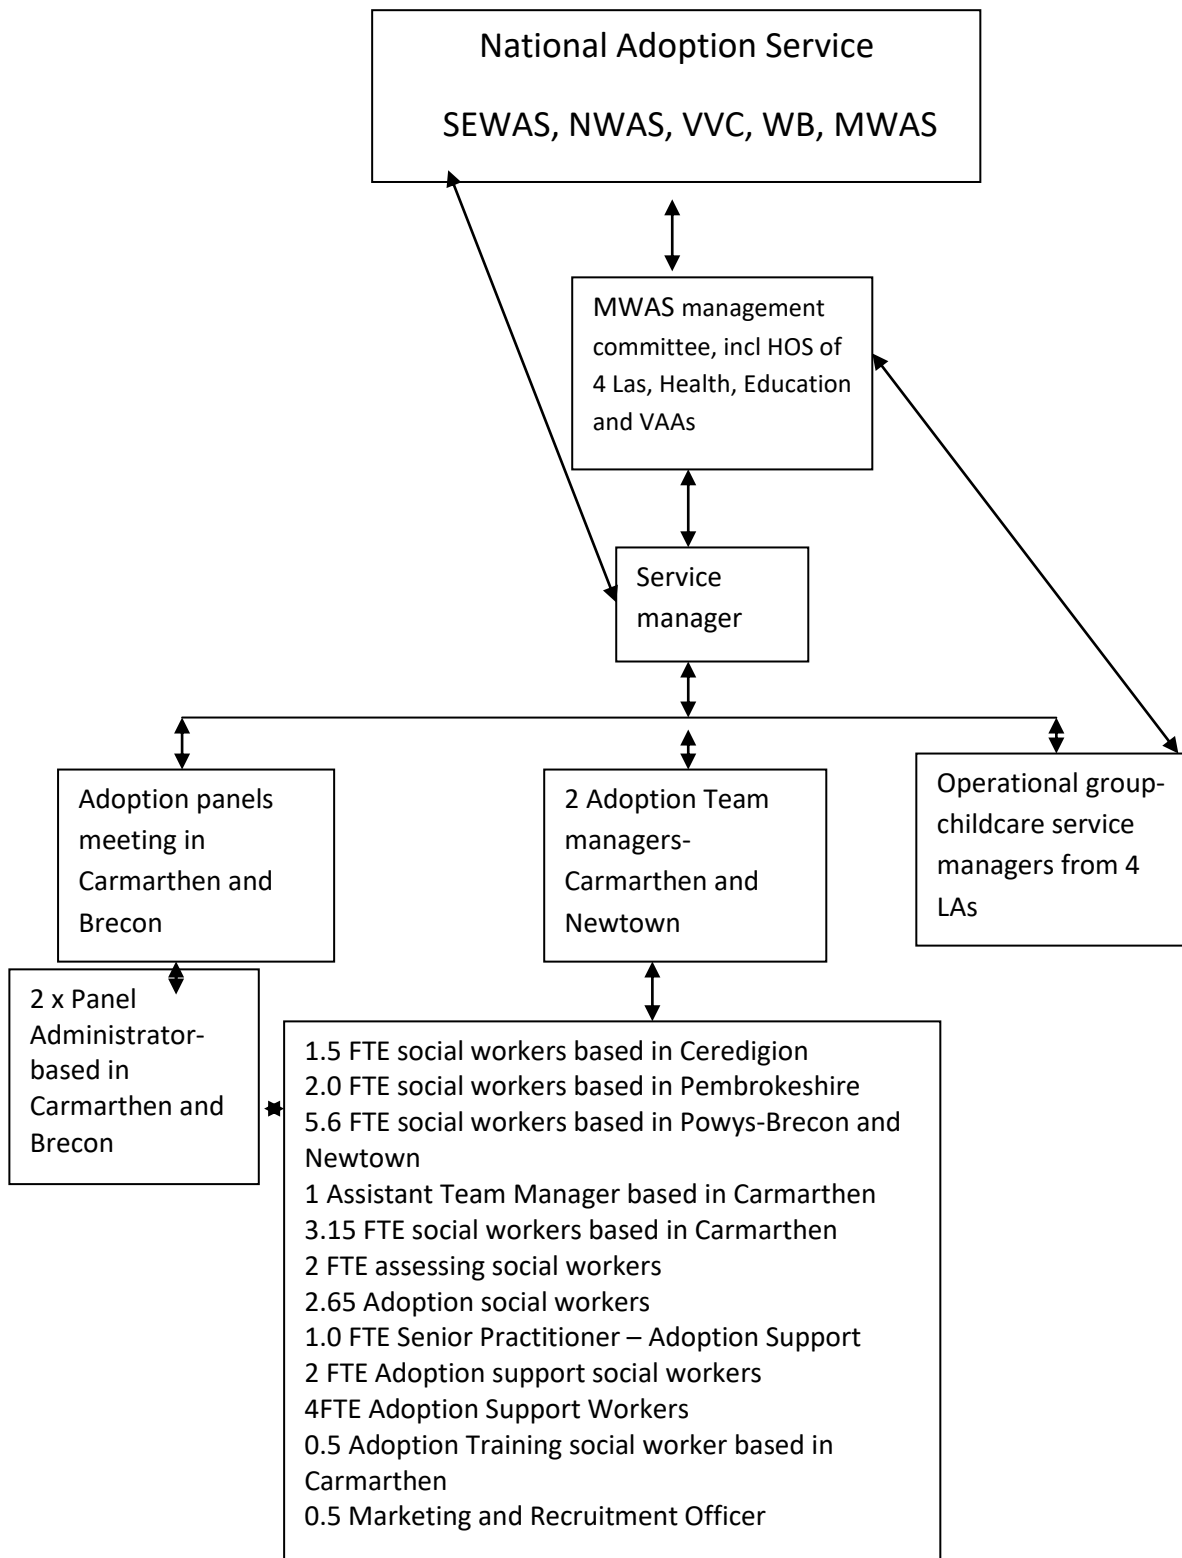 National Adoption Service
SEWAS, NWAS, VVC, WB, MWAS
MWAS management
committee, incl HOS of
4 Las, Health, Education
and VAAs
Service
manager
Adoption panels
meeting in
Carmarthen and
Brecon
2 Adoption Team
managers-
Carmarthen and
Newtown
Operational group-
childcare service
managers from 4
LAs
2 x Panel
Administrator-
based in
Carmarthen and
Brecon
1.5 FTE social workers based in Ceredigion
2.0 FTE social workers based in Pembrokeshire
5.6 FTE social workers based in Powys-Brecon and
Newtown
1 Assistant Team Manager based in Carmarthen
3.15 FTE social workers based in Carmarthen
2 FTE assessing social workers
2.65 Adoption social workers
1.0 FTE Senior Practitioner – Adoption Support
2 FTE Adoption support social workers
4FTE Adoption Support Workers
0.5 Adoption Training social worker based in
Carmarthen
0.5 Marketing and Recruitment Officer